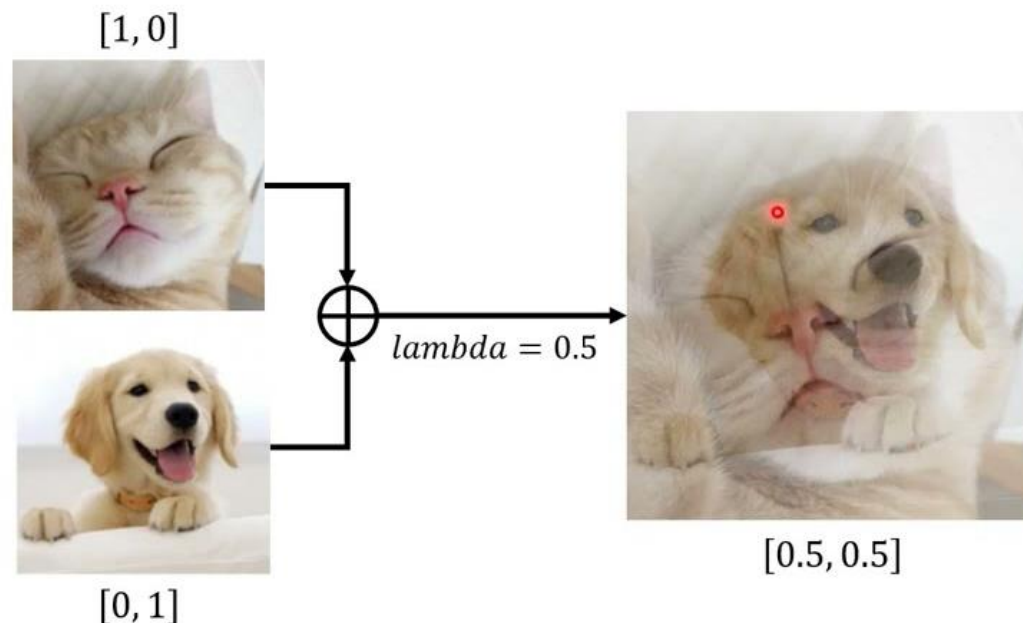 [1, 0]
lambda = 0.5
[0.5, 0.5]
[0, 1]